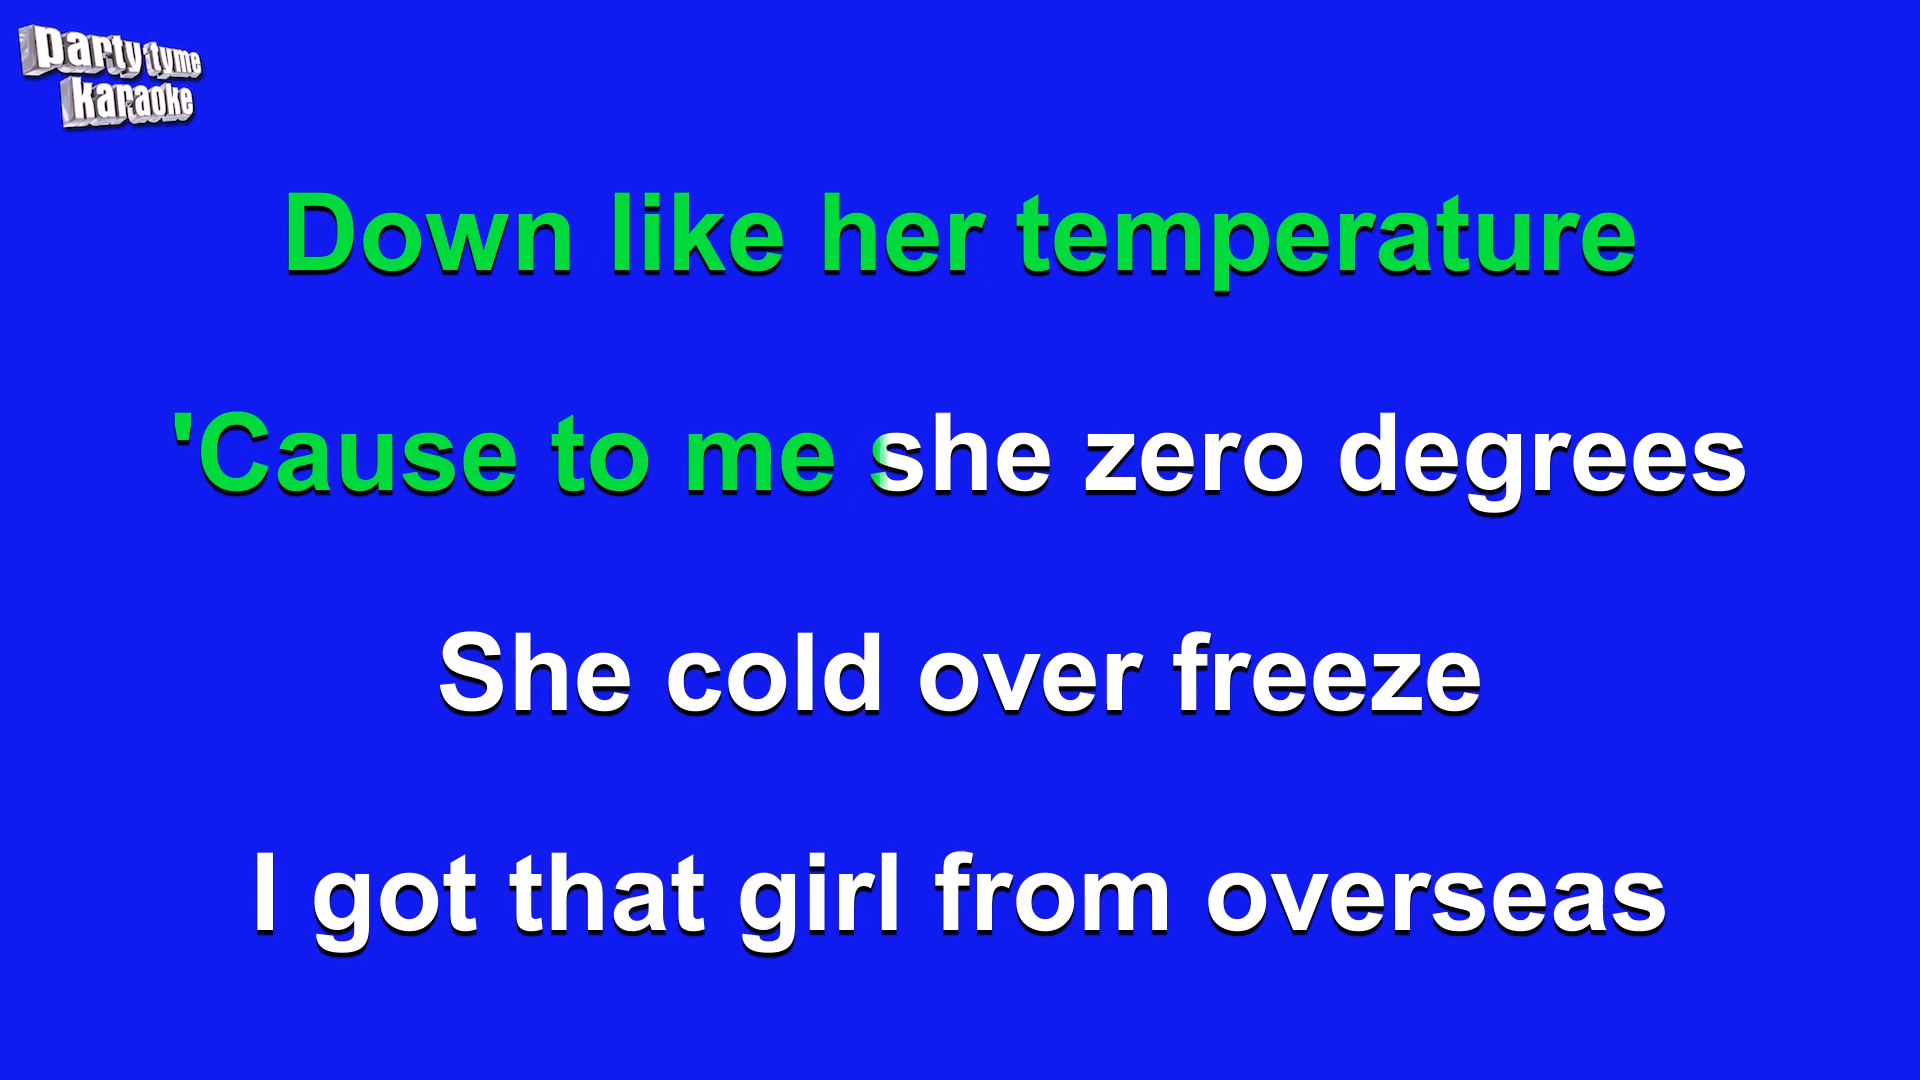 party tyme
karaoke
Down like her temperature
'Cause to me she zero degrees
She cold over freeze
I got that girl from overseas